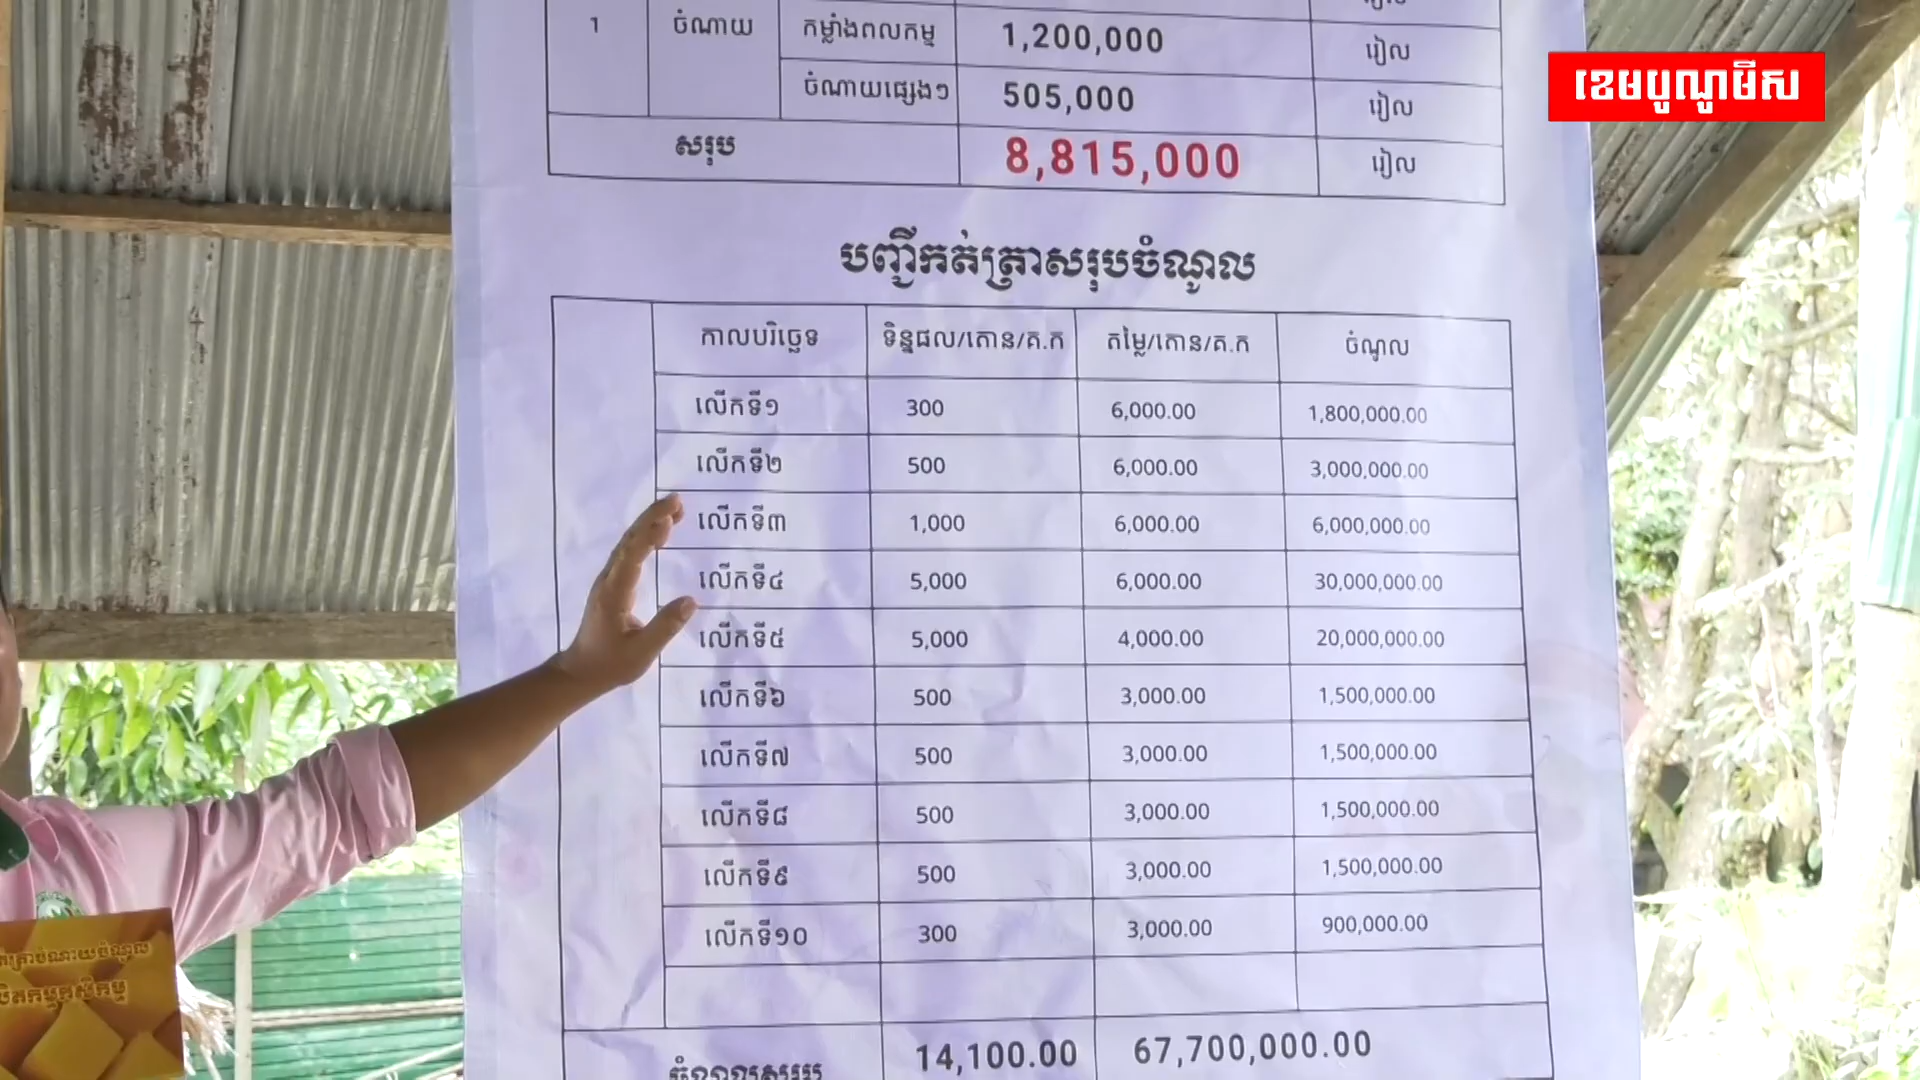 រៀល
1 ចំណាយ កម្លាំងពលកម្ម 1,200,000 រៀល
ចំណាយផ្សេងៗ 505,000 រៀល
សរុប 8,815,000 រៀល
ខេមបូណូមីស
បញ្ជីកត់ត្រាសរុបចំណូល
កាលបរិច្ឆេទ ទិន្នផល/តោន/គ.ក តម្លៃ/តោន/គ.ក ចំណូល
លើកទី១ 300 6,000.00 1,800,000.00
លើកទី២ 500 6,000.00 3,000,000.00
លើកទី៣ 1,000 6,000.00 6,000,000.00
លើកទី៤ 5,000 6,000.00 30,000,000.00
លើកទី៥ 5,000 4,000.00 20,000,000.00
លើកទី៦ 500 3,000.00 1,500,000.00
លើកទី៧ 500 3,000.00 1,500,000.00
លើកទី៨ 500 3,000.00 1,500,000.00
លើកទី៩ 500 3,000.00 1,500,000.00
លើកទី១០ 300 3,000.00 900,000.00
ចំណូលសរុប 14,100.00 67,700,000.00